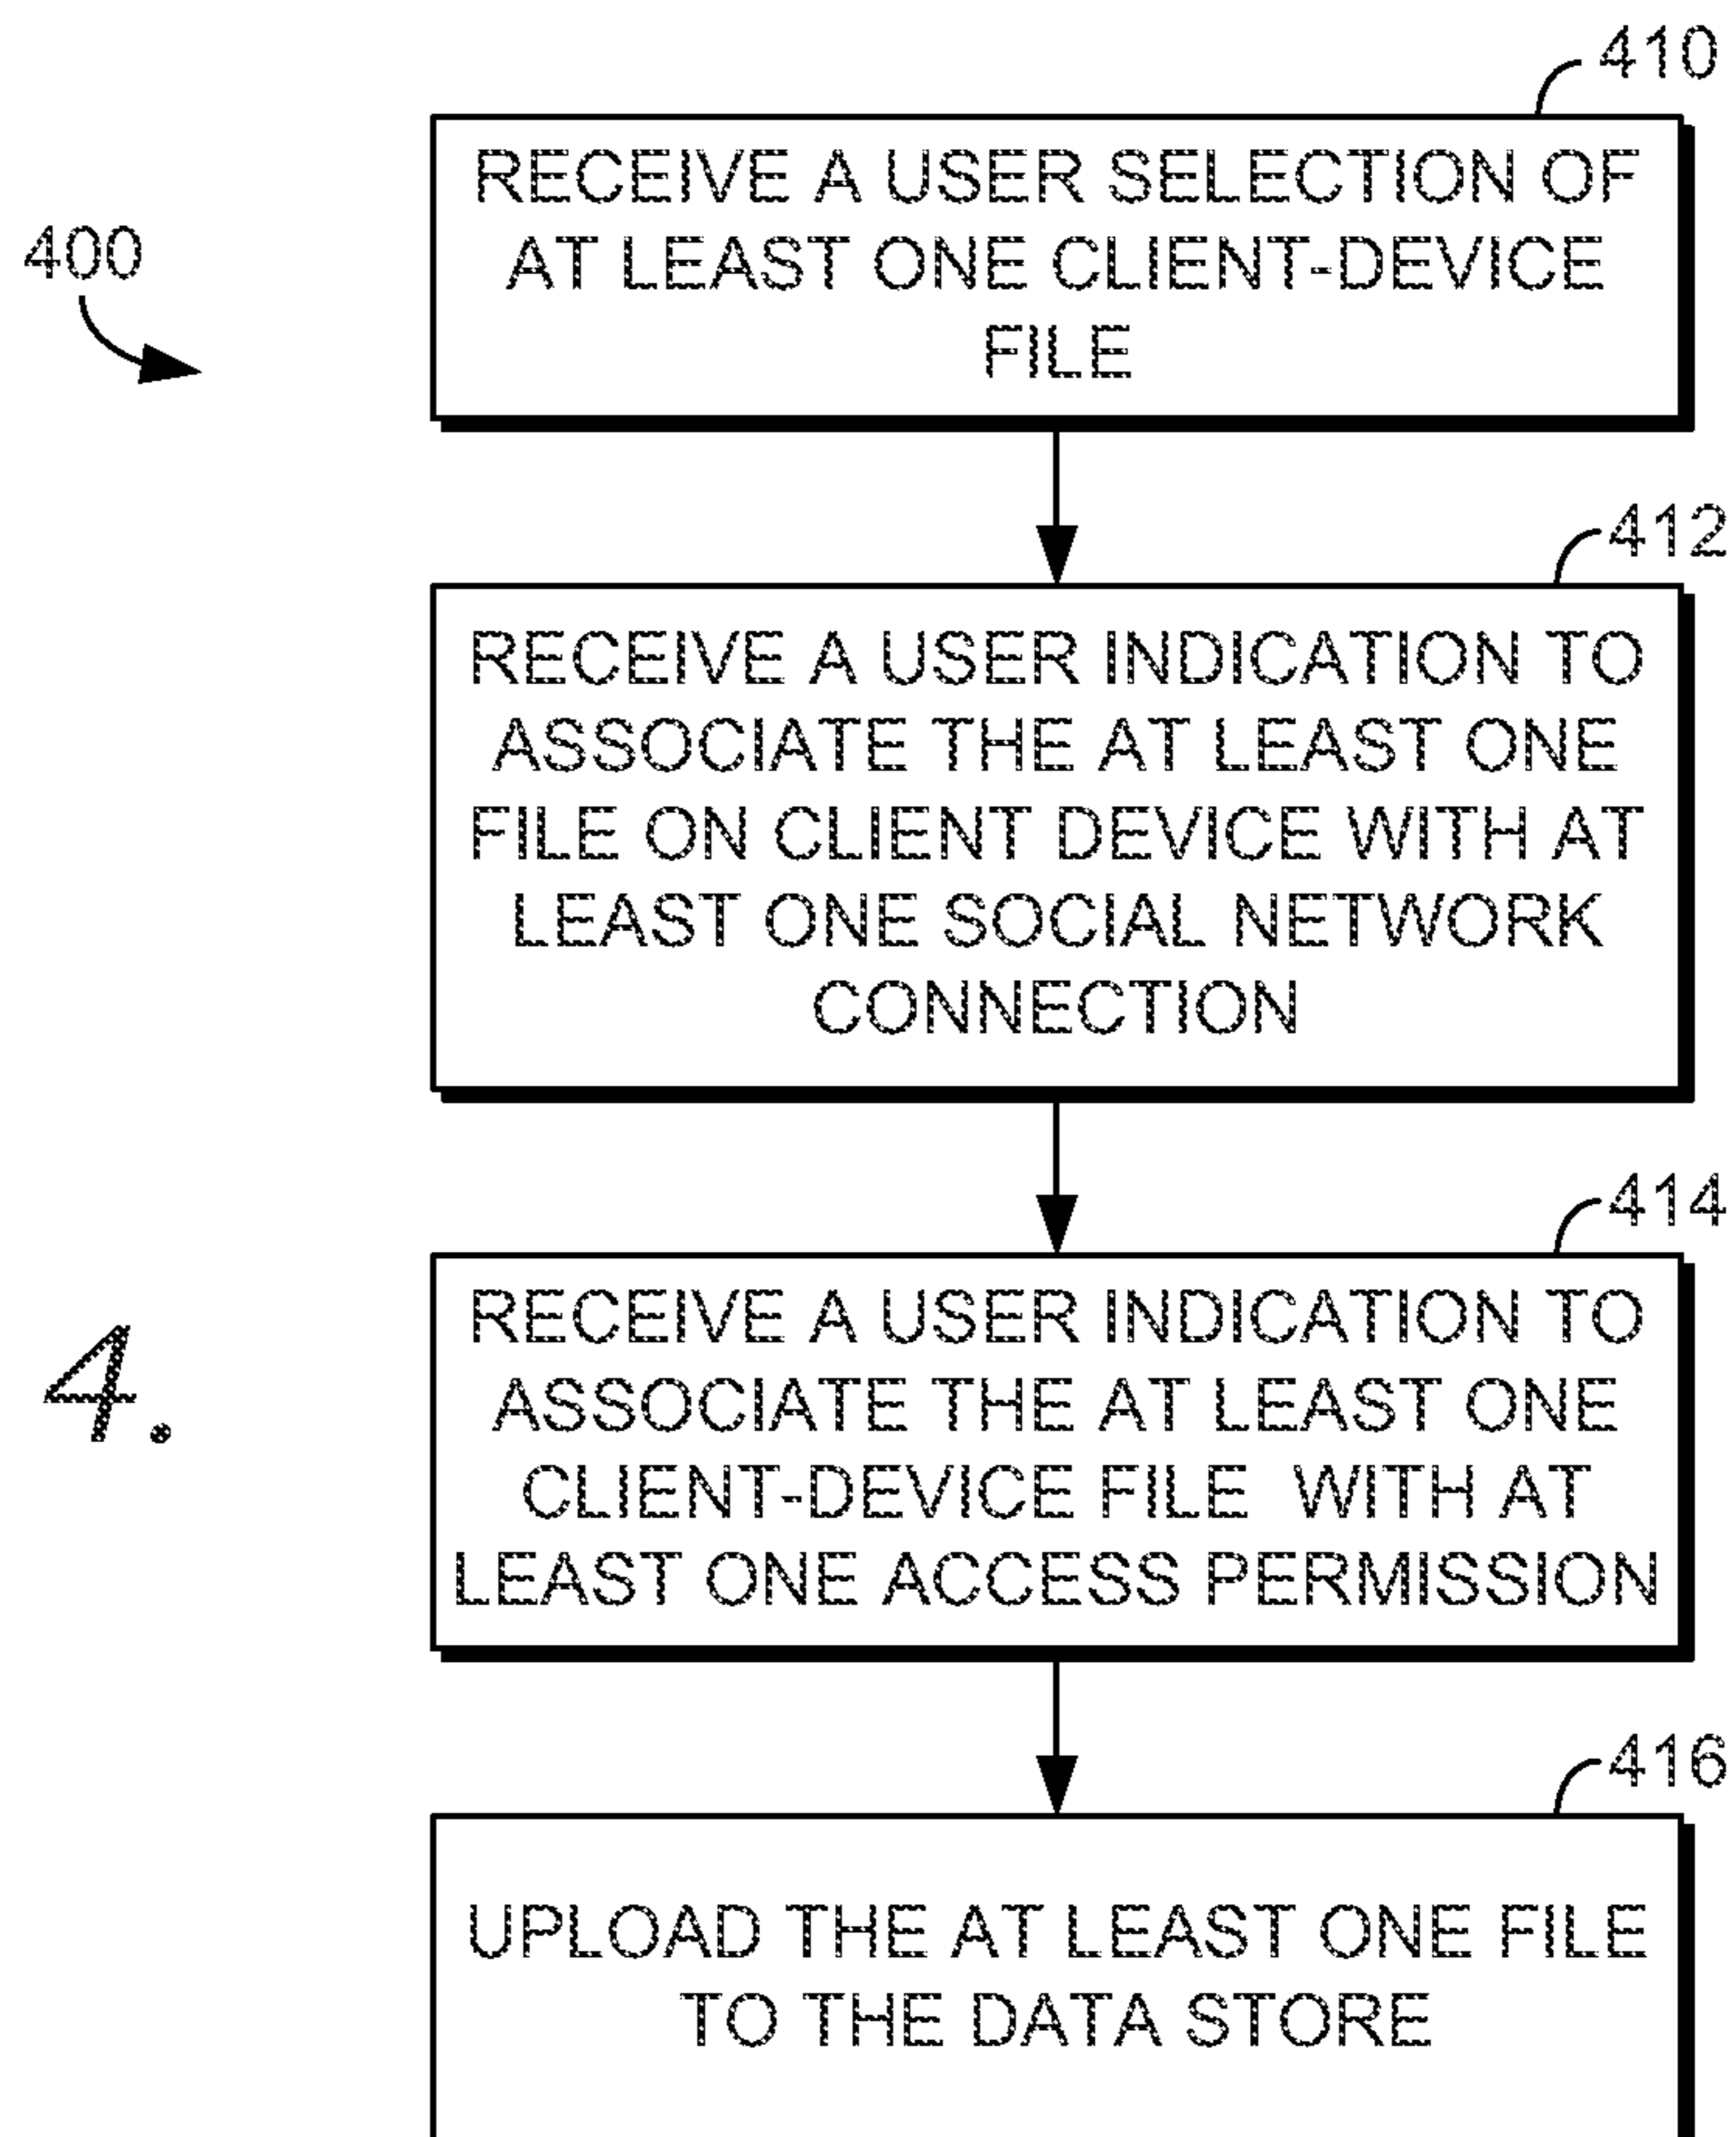 410
RECEIVE A USER SELECTION OF
AT LEAST ONE CLIENT-DEVICE
FILE
400
412
RECEIVE A USER INDICATION TO
ASSOCIATE THE AT LEAST ONE
FILE ON CLIENT DEVICE WITH AT
LEAST ONE SOCIAL NETWORK
CONNECTION
414
RECEIVE A USER INDICATION TO
ASSOCIATE THE AT LEAST ONE
CLIENT-DEVICE FILE WITH AT
LEAST ONE ACCESS PERMISSION
4.
416
UPLOAD THE AT LEAST ONE FILE
TO THE DATA STORE